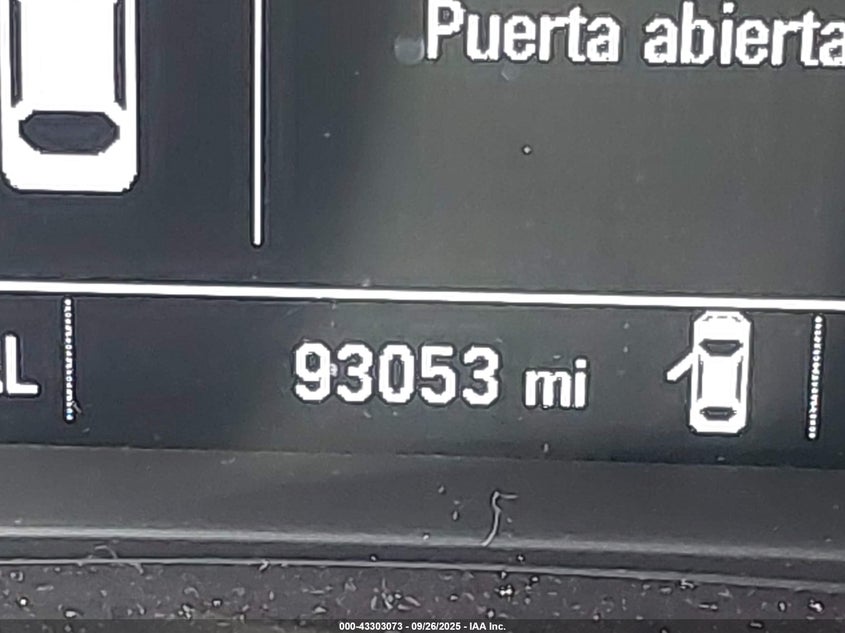 Puerta abierta
93053 mi
000-43303073 - 09/26/2025 - IAA Inc.